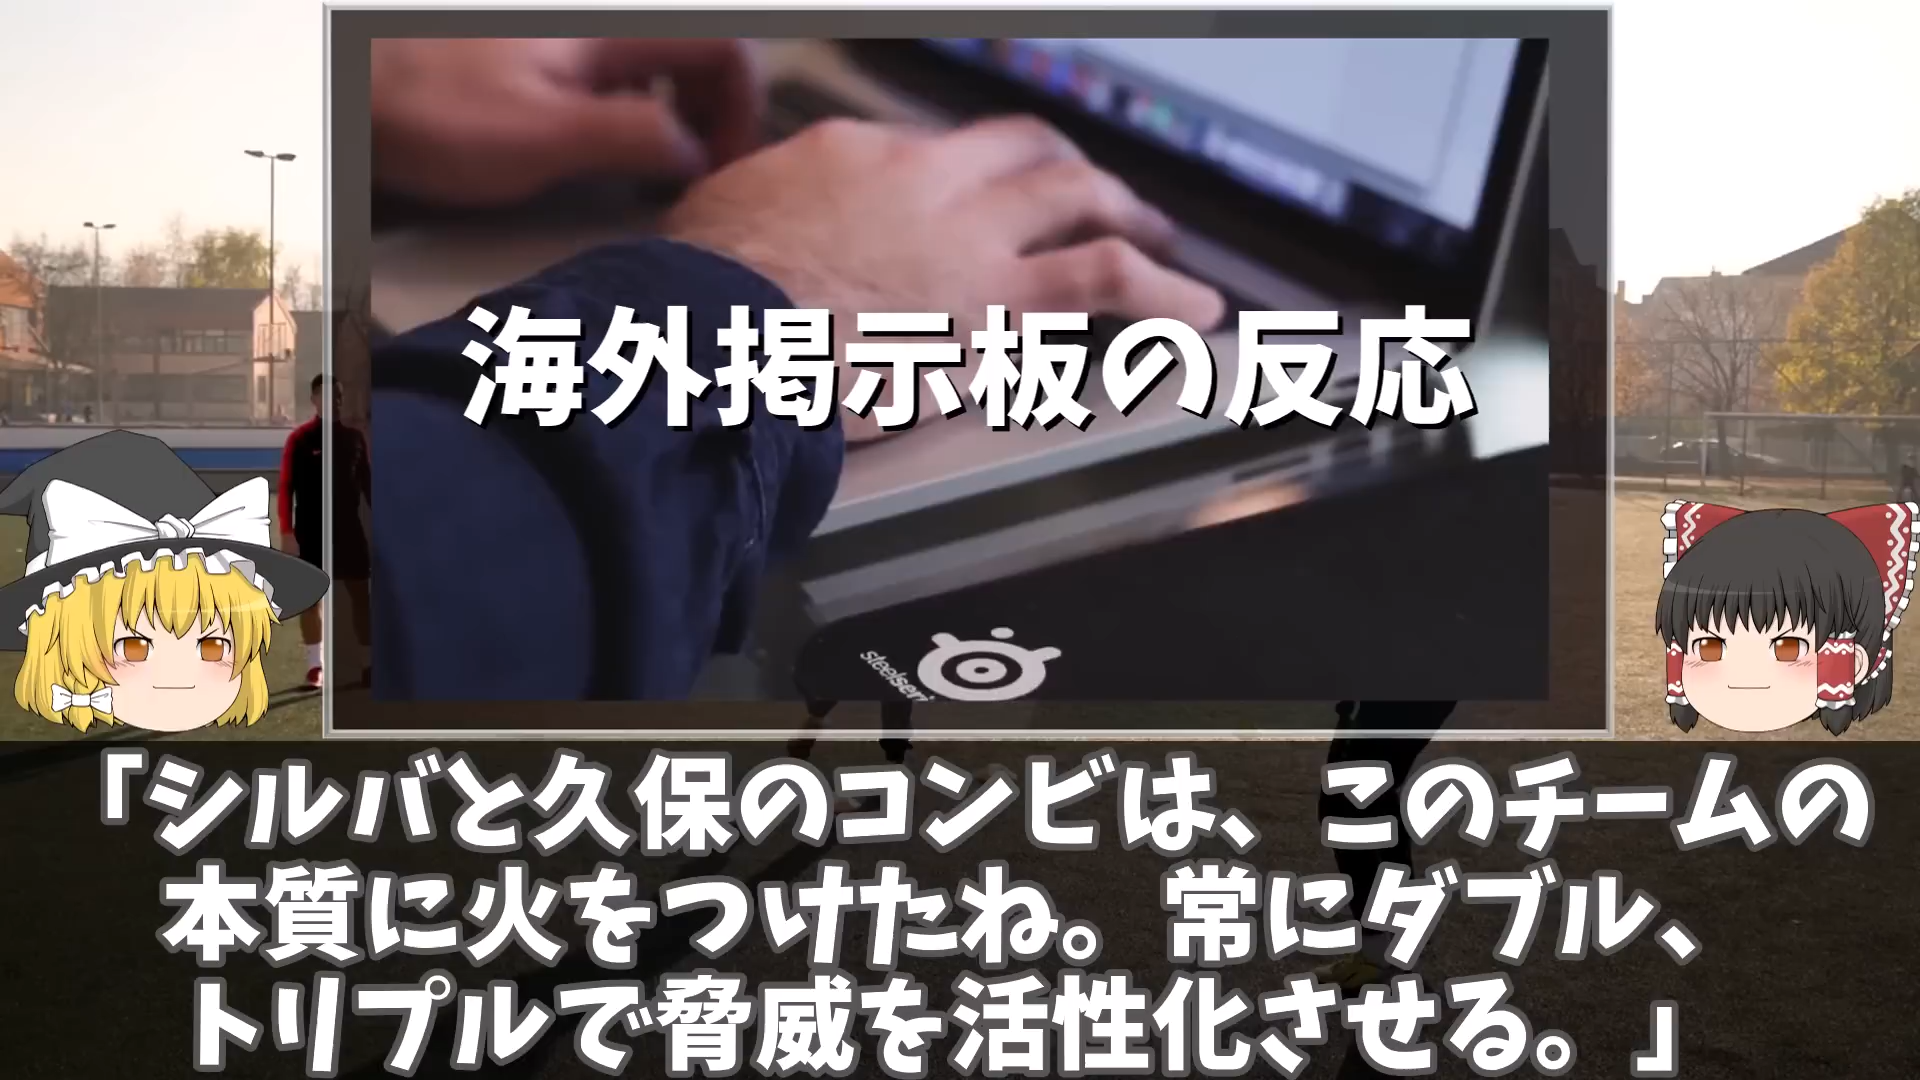 海外掲示板の反応
steelseri
「シルバと久保のコンビは、このチームの
本質に火をつけたね。常にダブル、
トリプルで脅威を活性化させる。」